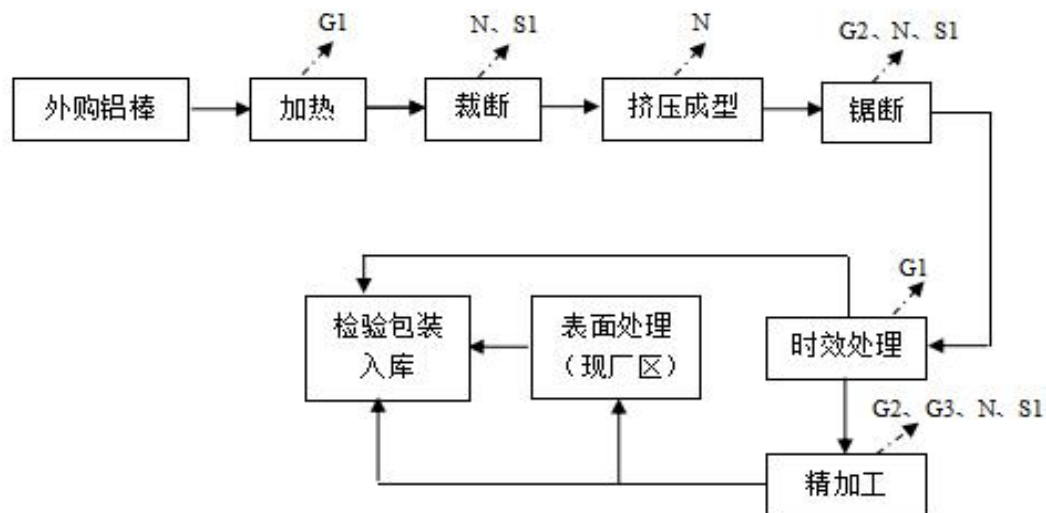 G1
N、S1
N
G2、N、S1
外购铝棒
加热
裁断
挤压成型
锯断
G1
检验包装
入库
表面处理
（现厂区）
时效处理
G2、G3、N、S1
精加工